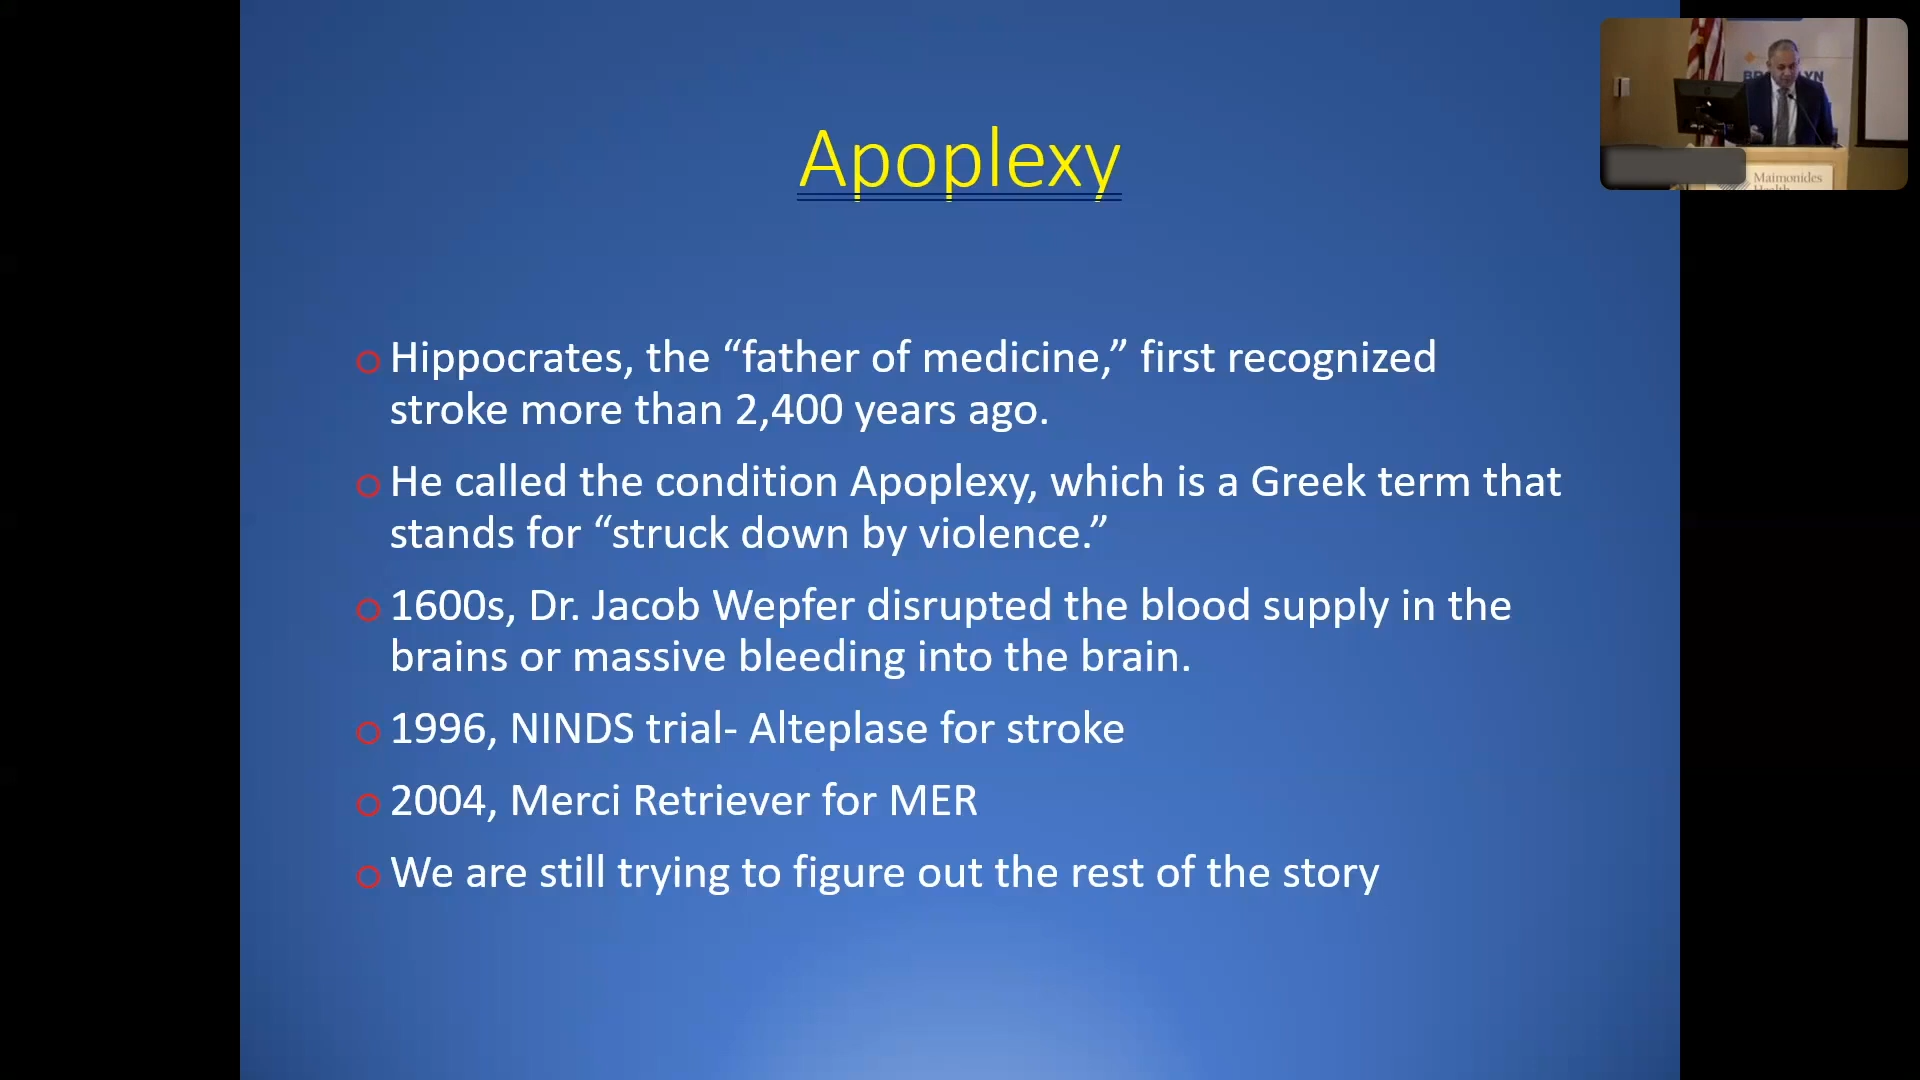 Apoplexy
Hippocrates, the “father of medicine,” first recognized
stroke more than 2,400 years ago.
He called the condition Apoplexy, which is a Greek term that
stands for “struck down by violence.”
1600s, Dr. Jacob Wepfer disrupted the blood supply in the
brains or massive bleeding into the brain.
1996, NINDS trial- Alteplase for stroke
2004, Merci Retriever for MER
We are still trying to figure out the rest of the story
Maimonides
Health